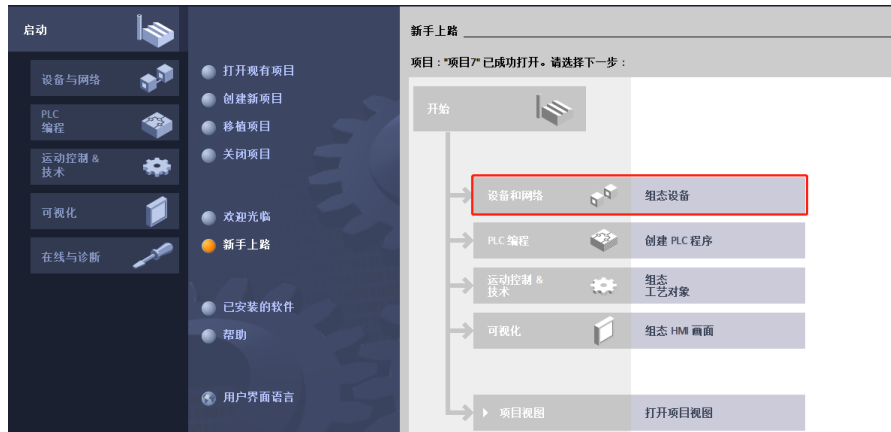 启动
设备与网络
PLC
编程
运动控制 &
技术
可视化
在线与诊断
打开现有项目
创建新项目
移植项目
关闭项目
欢迎光临
新手上路
已安装的软件
帮助
用户界面语言
新手上路
项目："项目7" 已成功打开。请选择下一步：
开始
设备和网络
组态设备
PLC 编程
创建 PLC 程序
运动控制 &
技术
组态
工艺对象
可视化
组态 HMI 画面
项目视图
打开项目视图